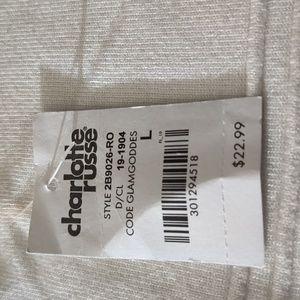 charlotte
russe
STYLE 2B9026-RO
D/CL 19-1904
CODE GLAMGODDES
L
301294518
$22.99